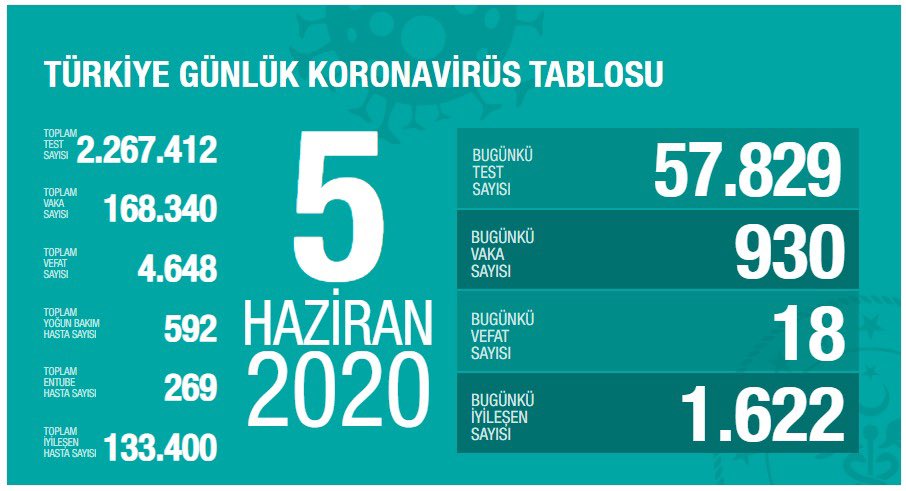 TÜRKİYE GÜNLÜK KORONAVİRÜS TABLOSU
TOPLAM
TEST
SAYISI 2.267.412
TOPLAM
VAKA
SAYISI 168.340
TOPLAM
VEFAT
SAYISI 4.648
TOPLAM
YOĞUN BAKIM
HASTA SAYISI 592
TOPLAM
ENTUBE
HASTA SAYISI 269
TOPLAM
İYİLEŞEN
HASTA SAYISI 133.400
5
HAZİRAN
2020
BUGÜNKÜ
TEST
SAYISI 57.829
BUGÜNKÜ
VAKA
SAYISI 930
BUGÜNKÜ
VEFAT
SAYISI 18
BUGÜNKÜ
İYİLEŞEN
SAYISI 1.622